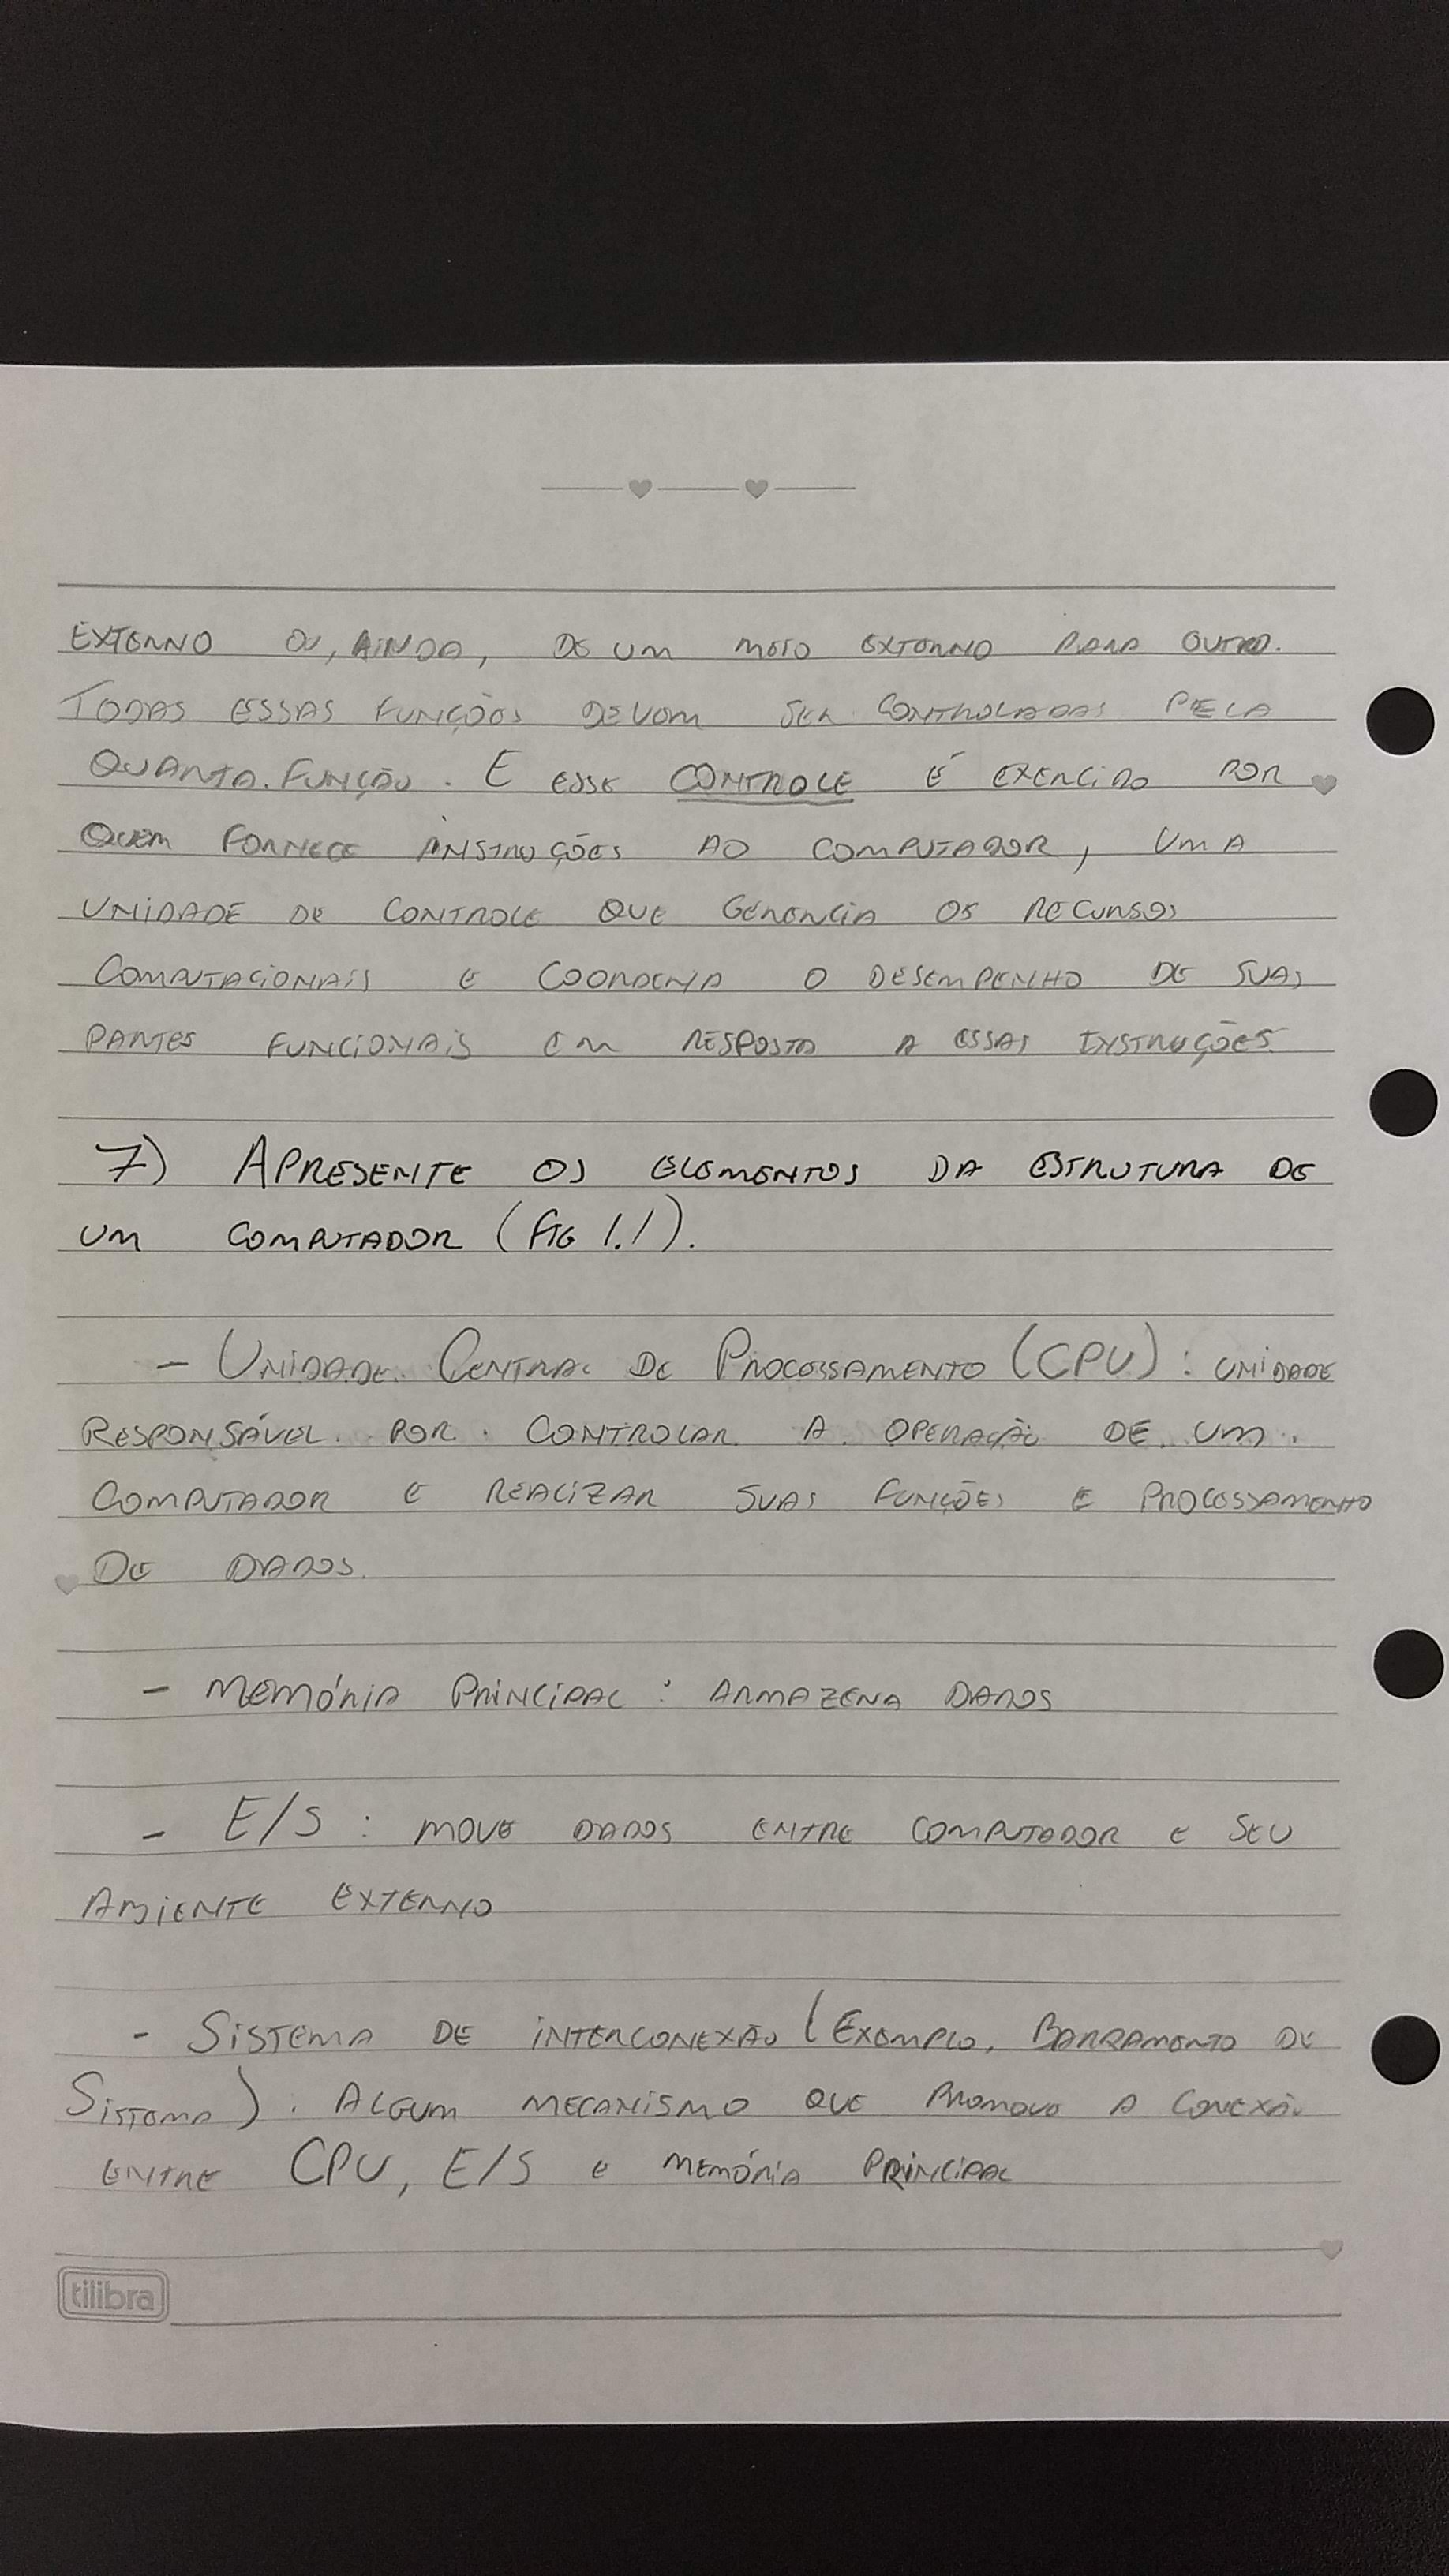 EXTERNO OU, AINDA, DE UM MEIO EXTERNO PARA OUTRO.
TODAS ESSAS FUNÇÕES DEVEM SER CONTROLADAS PELA
QUARTA FUNÇÃO. E ESSE CONTROLE É EXERCIDO POR
QUEM FORNECE INSTRUÇÕES AO COMPUTADOR, UMA
UNIDADE DE CONTROLE QUE GERENCIA OS RECURSOS
COMPUTACIONAIS E COORDENA O DESEMPENHO DE SUAS
PARTES FUNCIONAIS EM RESPOSTA A ESSAS INSTRUÇÕES.
7) APRESENTE OS ELEMENTOS DA ESTRUTURA DE
UM COMPUTADOR (FIG 1.1).
- UNIDADE CENTRAL DE PROCESSAMENTO (CPU): UNIDADE
RESPONSÁVEL POR CONTROLAR A OPERAÇÃO DE UM
COMPUTADOR E REALIZAR SUAS FUNÇÕES E PROCESSAMENTO
DE DADOS.
- MEMÓRIA PRINCIPAL: ARMAZENA DADOS
- E/S: MOVE DADOS ENTRE COMPUTADOR E SEU
AMBIENTE EXTERNO
- SISTEMA DE INTERCONEXÃO (EXEMPLO, BARRAMENTO DE
SISTEMA). ALGUM MECANISMO QUE PROMOVE A CONEXÃO
ENTRE CPU, E/S E MEMÓRIA PRINCIPAL
tilibra